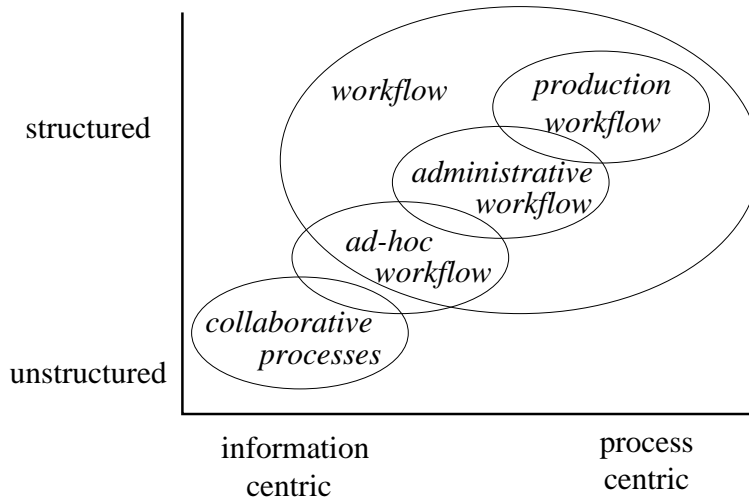 workflow
production
workflow
structured
administrative
workflow
ad-hoc
workflow
collaborative
processes
unstructured
information
centric
process
centric